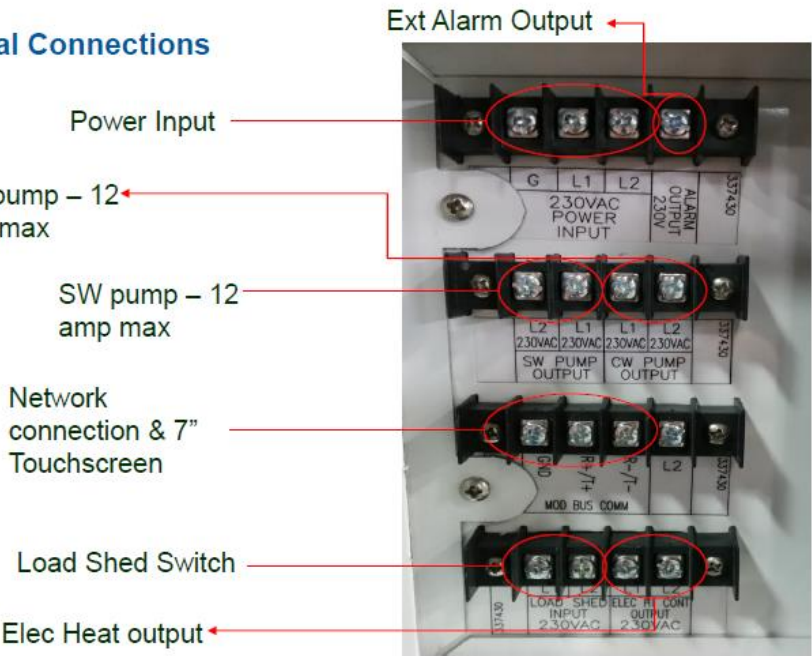 Ext Alarm Output
al Connections
Power Input
pump – 12
max
SW pump – 12
amp max
Network
connection & 7”
Touchscreen
Load Shed Switch
Elec Heat output
G L1 L2
230VAC
POWER
INPUT
ALARM
OUTPUT
230V
337430
L2 L1 L1 L2
230VAC 230VAC 230VAC 230VAC
SW PUMP
OUTPUT
CW PUMP
OUTPUT
337430
GND R+/T+ R-/T- L2
MOD BUS COMM
337430
L2
LOAD SHED
INPUT
230VAC
ELEC
CONT
OUTPUT
230VAC
337430